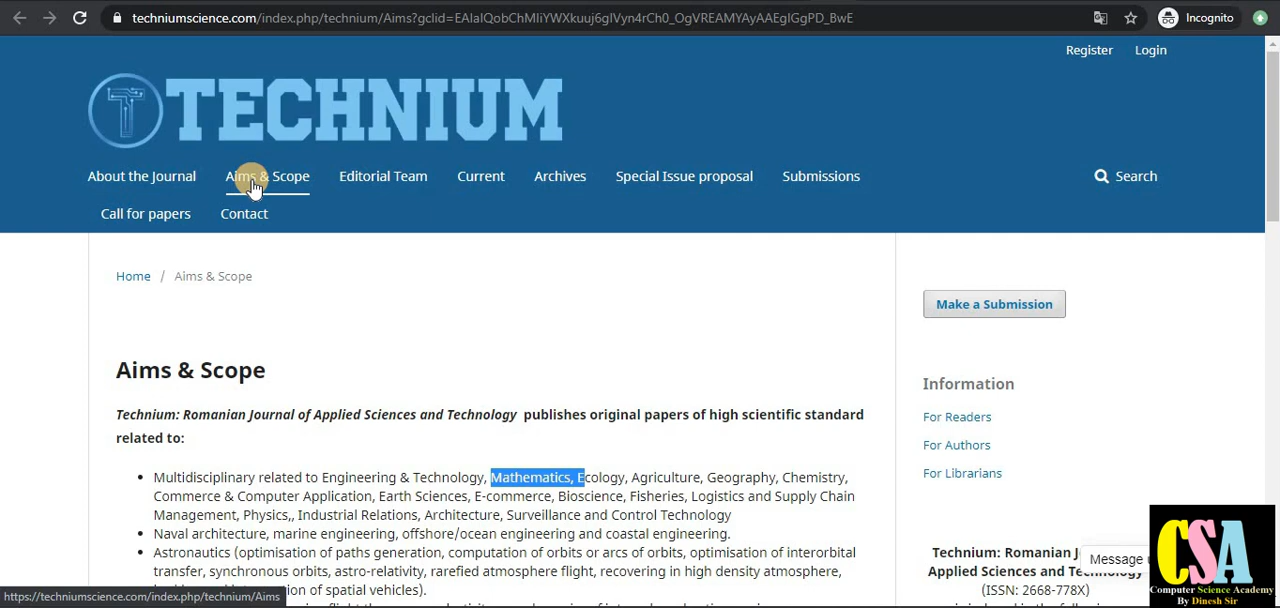 techniumscience.com/index.php/technium/Aims?gclid=EAIaIQobChMIiYWXkuuj6gIVyn4rCh0_OgVREAMYAyAAEgIGgPD_BwE
Incognito
Register Login
T TECHNIUM
About the Journal Aims & Scope Editorial Team Current Archives Special Issue proposal Submissions Search
Call for papers Contact
Home / Aims & Scope
Make a Submission
Aims & Scope
Information
Technium: Romanian Journal of Applied Sciences and Technology publishes original papers of high scientific standard
related to:
For Readers
For Authors
For Librarians
Multidisciplinary related to Engineering & Technology, Mathematics, Ecology, Agriculture, Geography, Chemistry,
Commerce & Computer Application, Earth Sciences, E-commerce, Bioscience, Fisheries, Logistics and Supply Chain
Management, Physics,, Industrial Relations, Architecture, Surveillance and Control Technology
Naval architecture, marine engineering, offshore/ocean engineering and coastal engineering.
Astronautics (optimisation of paths generation, computation of orbits or arcs of orbits, optimisation of interorbital
transfer, synchronous orbits, astro-relativity, rarefied atmosphere flight, recovering in high density atmosphere,
of spatial vehicles).
Technium: Romanian J
Applied Sciences and Technology
(ISSN: 2668-778X)
Message
CSA
Computer Science Academy
By Dinesh Sir
https://techniumscience.com/index.php/technium/Aims